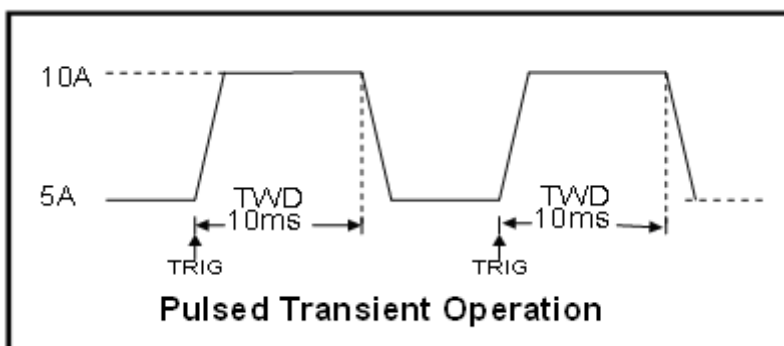 10A
5A
TWD
10ms
TRIG
TWD
10ms
TRIG
Pulsed Transient Operation